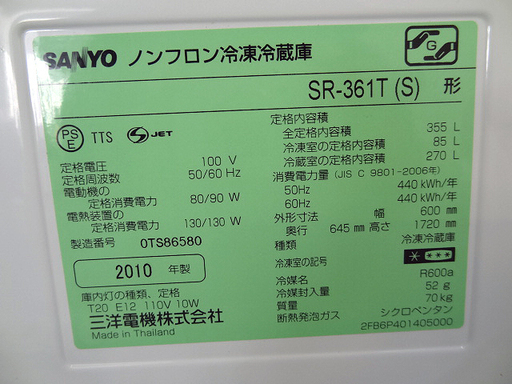 SANYO ノンフロン冷凍冷蔵庫
G
SR-361T (S) 形
PS E TTS S JET
定格電圧 100 V
定格周波数 50/60 Hz
電動機の
定格消費電力 80/90 W
電熱装置の
定格消費電力 130/130 W
製造番号 0TS86580
2010 年製
庫内灯の種類、定格
T20 E12 110V 10W
三洋電機株式会社
Made in Thailand
定格内容積
全定格内容積 355 L
冷凍室の定格内容積 85 L
冷蔵室の定格内容積 270 L
消費電力量 (JIS C 9801-2006年)
50Hz 440 kWh/年
60Hz 440 kWh/年
外形寸法 幅 600 mm
奥行 645 mm 高さ 1720 mm
種類 冷凍冷蔵庫
冷凍室の記号 * ***
冷媒名 R600a
冷媒封入量 52 g
質量 70 kg
断熱発泡ガス シクロペンタン
2FB6P401405000